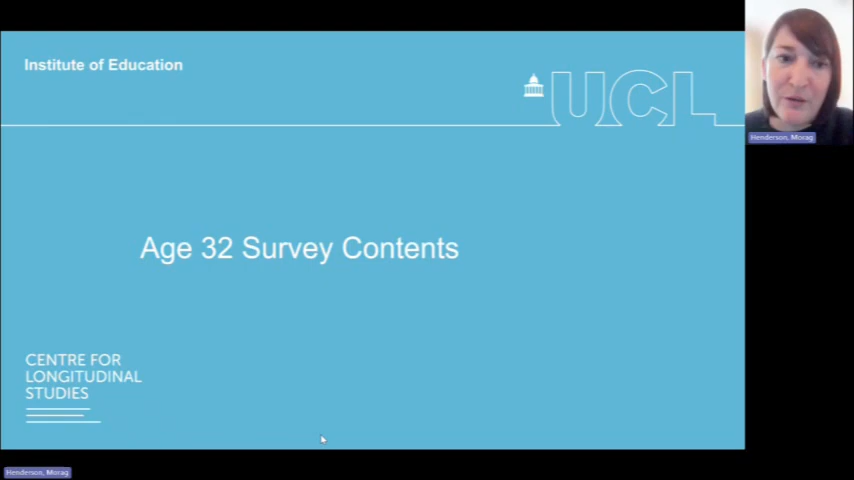 Institute of Education
UCL
Henderson, Morag
Age 32 Survey Contents
CENTRE FOR
LONGITUDINAL
STUDIES
Henderson, Morag